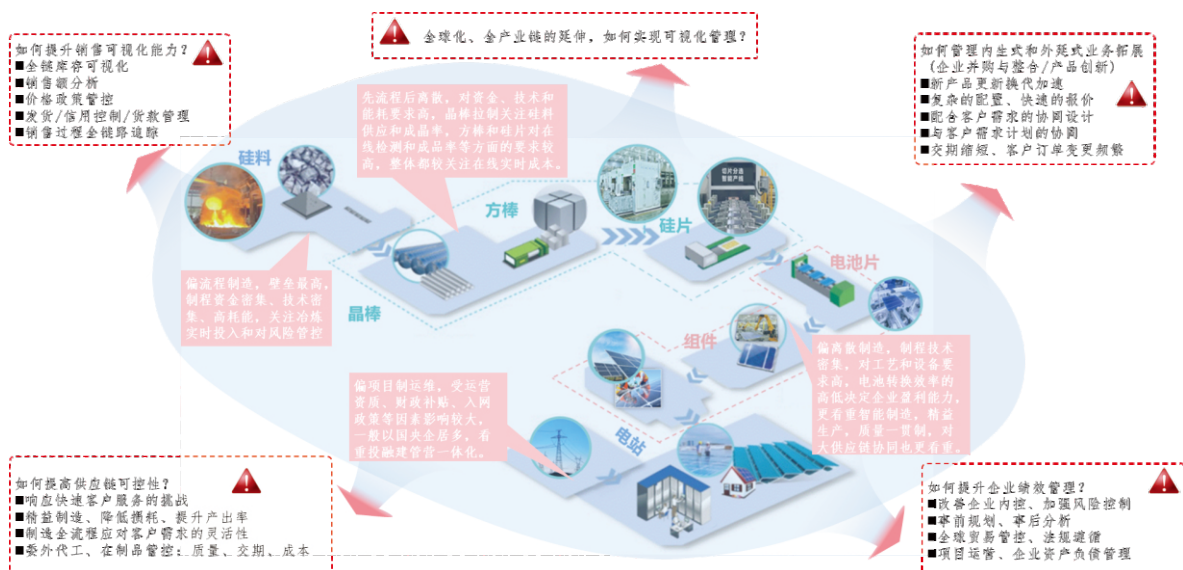 如何提升销售可视化能力？
■全链库存可视化
■销售额分析
■价格政策管控
■发货/信用控制/货款管理
■销售过程全链路追踪
全球化、全产业链的延伸，如何实现可视化管理？
如何管理内生式和外延式业务拓展
（企业并购与整合/产品创新）
■新产品更新换代加速
■复杂的配置、快速的报价
■配合客户需求的协同设计
■与客户需求计划的协同
■交期缩短、客户订单变更频繁
先流程后离散，对资金、技术和
能耗要求高，晶棒拉制关注硅料
供应和成晶率，方棒和硅片对在
线检测和成品率等方面的要求较
高，整体都较关注在线实时成本。
硅料
方棒
硅片
切片分选
智能产线
电池片
晶棒
偏流程制造，壁垒最高，
制程资金密集、技术密
集、高耗能，关注冶炼
实时投入和对风险管控
组件
偏离散制造，制程技术
密集，对工艺和设备要
求高，电池转换效率的
高低决定企业盈利能力，
更看重智能制造，精益
生产，质量一贯制，对
大供应链协同也更看重。
偏项目制运维，受运营
资质、财政补贴、入网
政策等因素影响较大，
一般以国央企居多，看
重投融建管营一体化。
电站
如何提高供应链可控性？
■响应快速客户服务的挑战
■精益制造、降低损耗、提升产出率
■制造全流程应对客户需求的灵活性
■委外代工、在制品管控：质量、交期、成本
如何提升企业绩效管理？
■改善企业内控、加强风险控制
■事前规划、事后分析
■全球贸易管控、法规遵循
■项目运营、企业资产负债管理